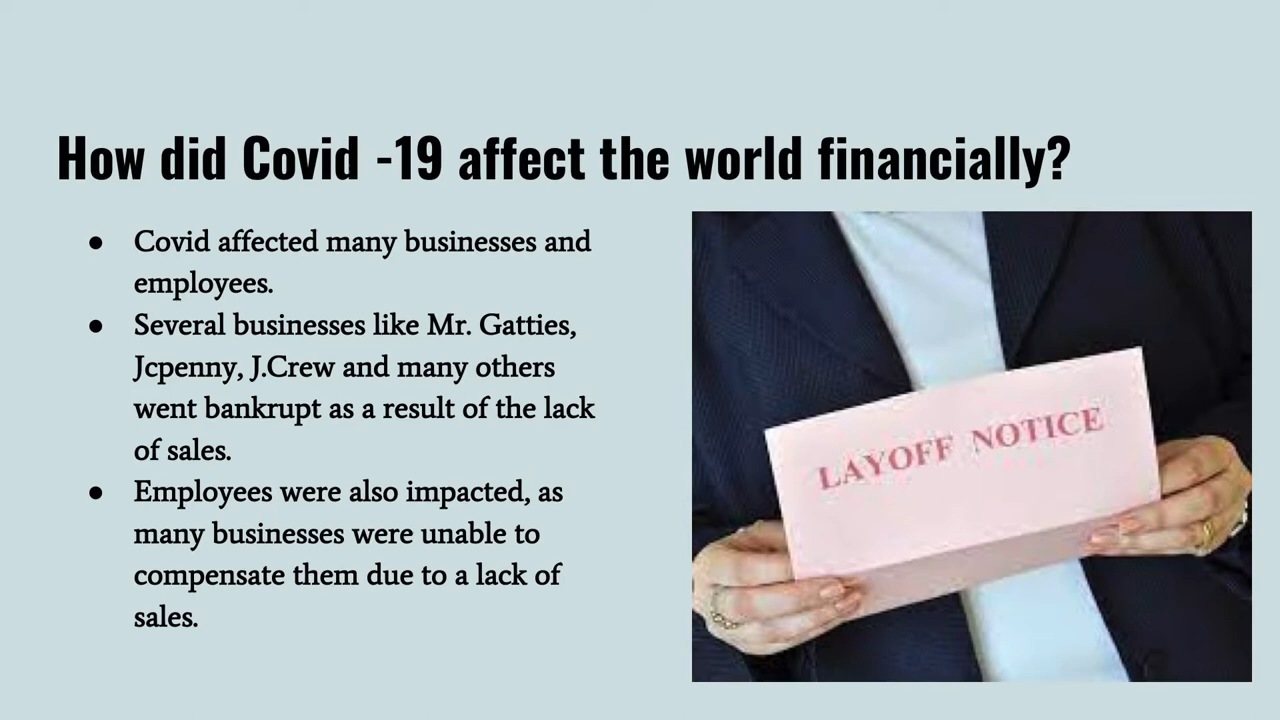 How did Covid -19 affect the world financially?
● Covid affected many businesses and
employees.
● Several businesses like Mr. Gatties,
Jcpenny, J.Crew and many others
went bankrupt as a result of the lack
of sales.
● Employees were also impacted, as
many businesses were unable to
compensate them due to a lack of
sales.
LAYOFF NOTICE